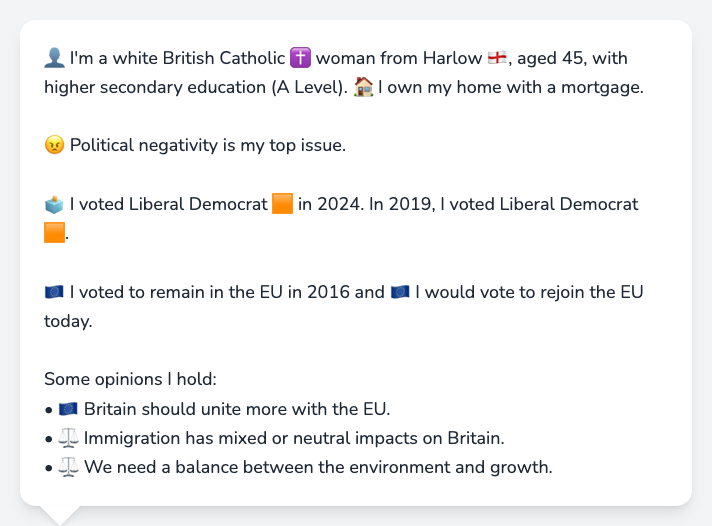 👤 I'm a white British Catholic ✝️ woman from Harlow 🏴󠁧󠁢󠁥󠁮󠁧󠁿, aged 45, with
higher secondary education (A Level). 🏠 I own my home with a mortgage.
😠 Political negativity is my top issue.
🗳️ I voted Liberal Democrat 🟧 in 2024. In 2019, I voted Liberal Democrat
🟧.
🇪🇺 I voted to remain in the EU in 2016 and 🇪🇺 I would vote to rejoin the EU
today.
Some opinions I hold:
• 🇪🇺 Britain should unite more with the EU.
• ⚖️ Immigration has mixed or neutral impacts on Britain.
• ⚖️ We need a balance between the environment and growth.